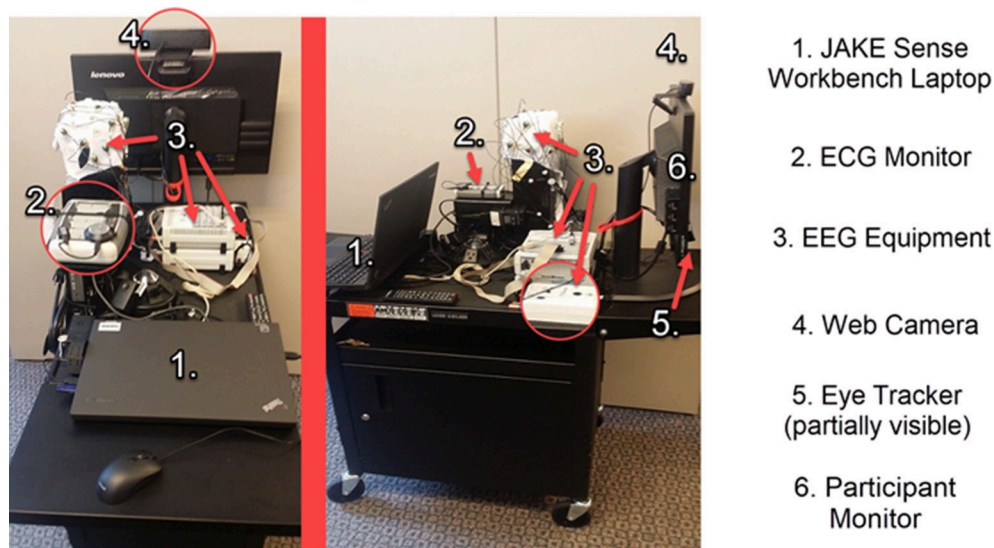 4.
lenovo
3.
2.
1.
4.
2.
3.
6.
1.
5.
1. JAKE Sense
Workbench Laptop
2. ECG Monitor
3. EEG Equipment
4. Web Camera
5. Eye Tracker
(partially visible)
6. Participant
Monitor